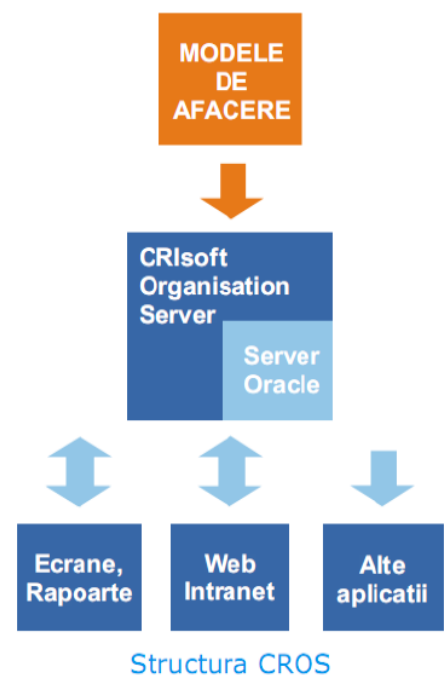 MODELE
DE
AFACERE
CRIsoft
Organisation
Server
Server
Oracle
Ecrane,
Rapoarte
Web
Intranet
Alte
aplicatii
Structura CROS